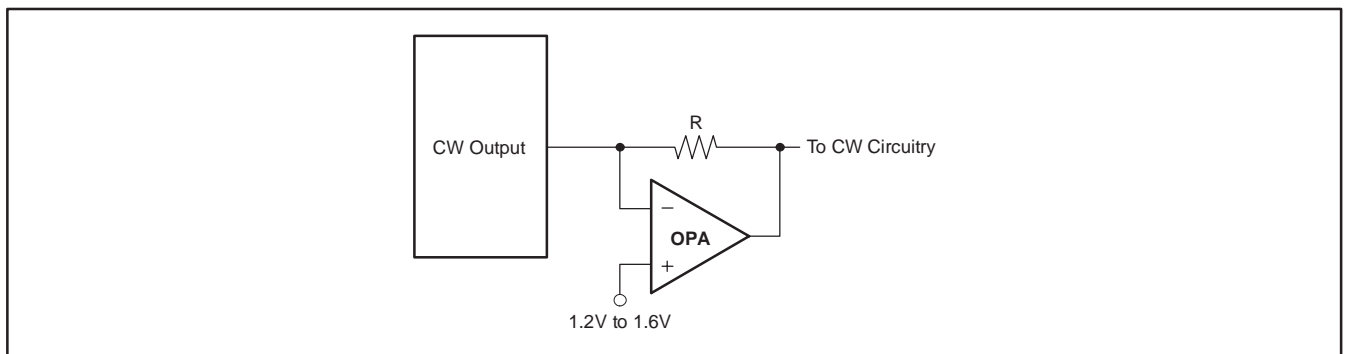 R
CW Output
To CW Circuitry
−
OPA
+
1.2V to 1.6V